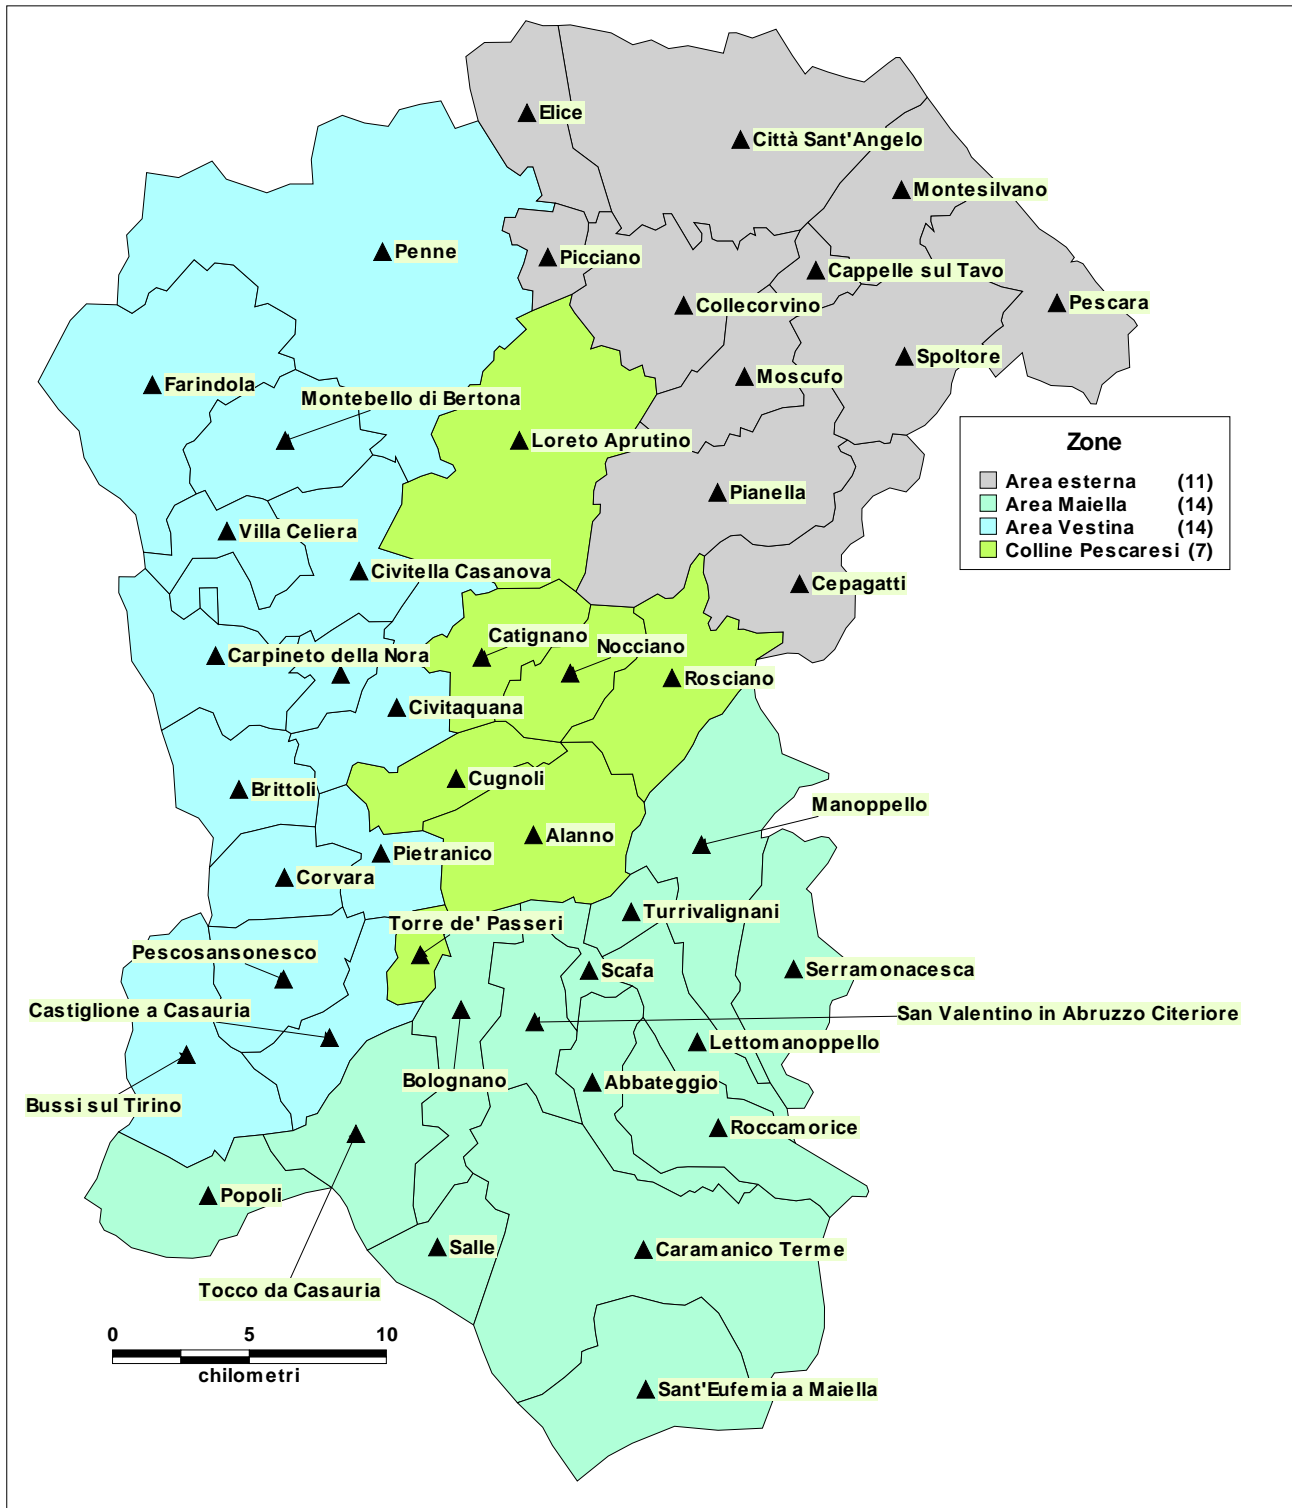 Elice
Città Sant'Angelo
Montesilvano
Penne
Picciano
Cappelle sul Tavo
Collecorvino
Pescara
Spoltore
Farindola
Moscufo
Montebello di Bertona
Loreto Aprutino
Zone
Area esterna (11)
Area Maiella (14)
Area Vestina (14)
Colline Pescaresi (7)
Pianella
Villa Celiera
Civitella Casanova
Cepagatti
Catignano
Nocciano
Carpineto della Nora
Rosciano
Civitaquana
Cugnoli
Brittoli
Manoppello
Alanno
Pietranico
Corvara
Turrivalignani
Torre de' Passeri
Pescosansonesco
Scafa
Serramonacesca
Castiglione a Casauria
San Valentino in Abruzzo Citeriore
Lettomanoppello
Bolognano
Abbateggio
Bussi sul Tirino
Roccamorice
Popoli
Salle
Caramanico Terme
Tocco da Casauria
0 5 10
chilometri
Sant'Eufemia a Maiella